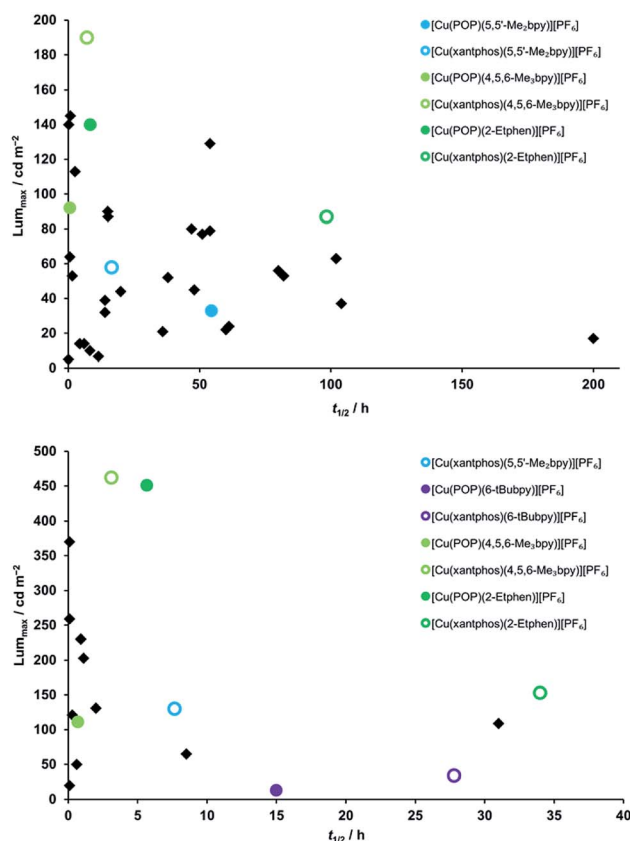 200
180
160
140
120
100
80
60
40
20
0
Lum_max / cd m⁻²
0
50
100
150
200
t_1/2 / h
[Cu(POP)(5,5'-Me₂bpy)][PF₆]
[Cu(xantphos)(5,5'-Me₂bpy)][PF₆]
[Cu(POP)(4,5,6-Me₃bpy)][PF₆]
[Cu(xantphos)(4,5,6-Me₃bpy)][PF₆]
[Cu(POP)(2-Etphen)][PF₆]
[Cu(xantphos)(2-Etphen)][PF₆]
500
450
400
350
300
250
200
150
100
50
0
Lum_max / cd m⁻²
0
5
10
15
20
25
30
35
40
t_1/2 / h
[Cu(xantphos)(5,5'-Me₂bpy)][PF₆]
[Cu(POP)(6-tBubpy)][PF₆]
[Cu(xantphos)(6-tBubpy)][PF₆]
[Cu(POP)(4,5,6-Me₃bpy)][PF₆]
[Cu(xantphos)(4,5,6-Me₃bpy)][PF₆]
[Cu(POP)(2-Etphen)][PF₆]
[Cu(xantphos)(2-Etphen)][PF₆]